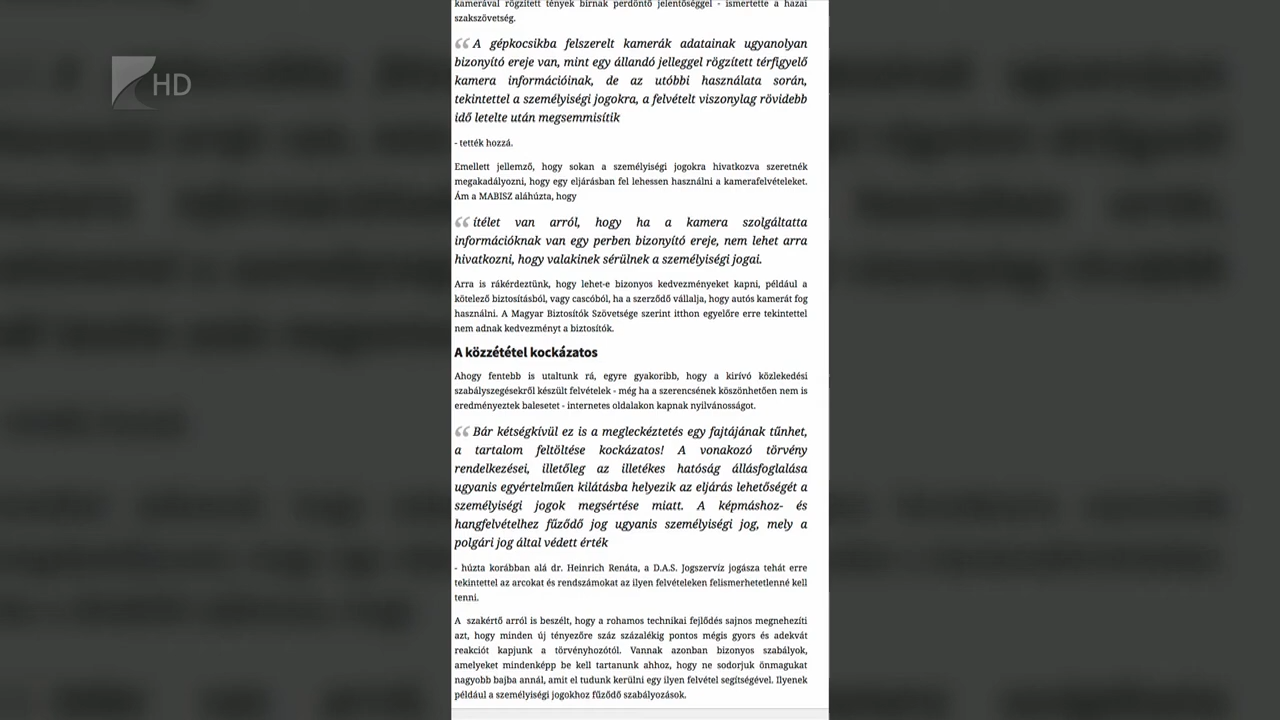 kamerával rögzített tények bírnak perdöntő jelentőséggel - ismertette a hazai
szakszövetség.
HD
“ A gépkocsikba felszerelt kamerák adatainak ugyanolyan
bizonyító ereje van, mint egy állandó jelleggel rögzített térfigyelő
kamera információinak, de az utóbbi használata során,
tekintettel a személyiségi jogokra, a felvételt viszonylag rövidebb
idő letelte után megsemmisítik
- tették hozzá.
Emellett jellemző, hogy sokan a személyiségi jogokra hivatkozva szeretnék
megakadályozni, hogy egy eljárásban fel lehessen használni a kamerafelvételeket.
Ám a MABISZ aláhúzta, hogy
“ ítélet van arról, hogy ha a kamera szolgáltatta
információknak van egy perben bizonyító ereje, nem lehet arra
hivatkozni, hogy valakinek sérülnek a személyiségi jogai.
Arra is rákérdeztünk, hogy lehet-e bizonyos kedvezményeket kapni, például a
kötelező biztosításból, vagy cascóból, ha a szerződő vállalja, hogy autós kamerát fog
használni. A Magyar Biztosítók Szövetsége szerint itthon egyelőre erre tekintettel
nem adnak kedvezményt a biztosítók.
A közzététel kockázatos
Ahogy fentebb is utaltunk rá, egyre gyakoribb, hogy a kirívó közlekedési
szabályszegésekről készült felvételek - még ha a szerencsének köszönhetően nem is
eredményeztek balesetet - internetes oldalakon kapnak nyilvánosságot.
“ Bár kétségkívül ez is a megleckéztetés egy fajtájának tűnhet,
a tartalom feltöltése kockázatos! A vonakozó törvény
rendelkezései, illetőleg az illetékes hatóság állásfoglalása
ugyanis egyértelműen kilátásba helyezik az eljárás lehetőségét a
személyiségi jogok megsértése miatt. A képmáshoz- és
hangfelvételhez fűződő jog ugyanis személyiségi jog, mely a
polgári jog által védett érték
- húzta korábban alá dr. Heinrich Renáta, a D.A.S. Jogszervíz jogásza tehát erre
tekintettel az arcokat és rendszámokat az ilyen felvételeken felismerhetetlenné kell
tenni.
A szakértő arról is beszélt, hogy a rohamos technikai fejlődés sajnos megnehezíti
azt, hogy minden új tényezőre száz százalékig pontos mégis gyors és adekvát
reakciót kapjunk a törvényhozótól. Vannak azonban bizonyos szabályok,
amelyeket mindenképp be kell tartanunk ahhoz, hogy ne sodorjuk önmagukat
nagyobb bajba annál, amit el tudunk kerülni egy ilyen felvétel segítségével. Ilyenek
például a személyiségi jogokhoz fűződő szabályozások.